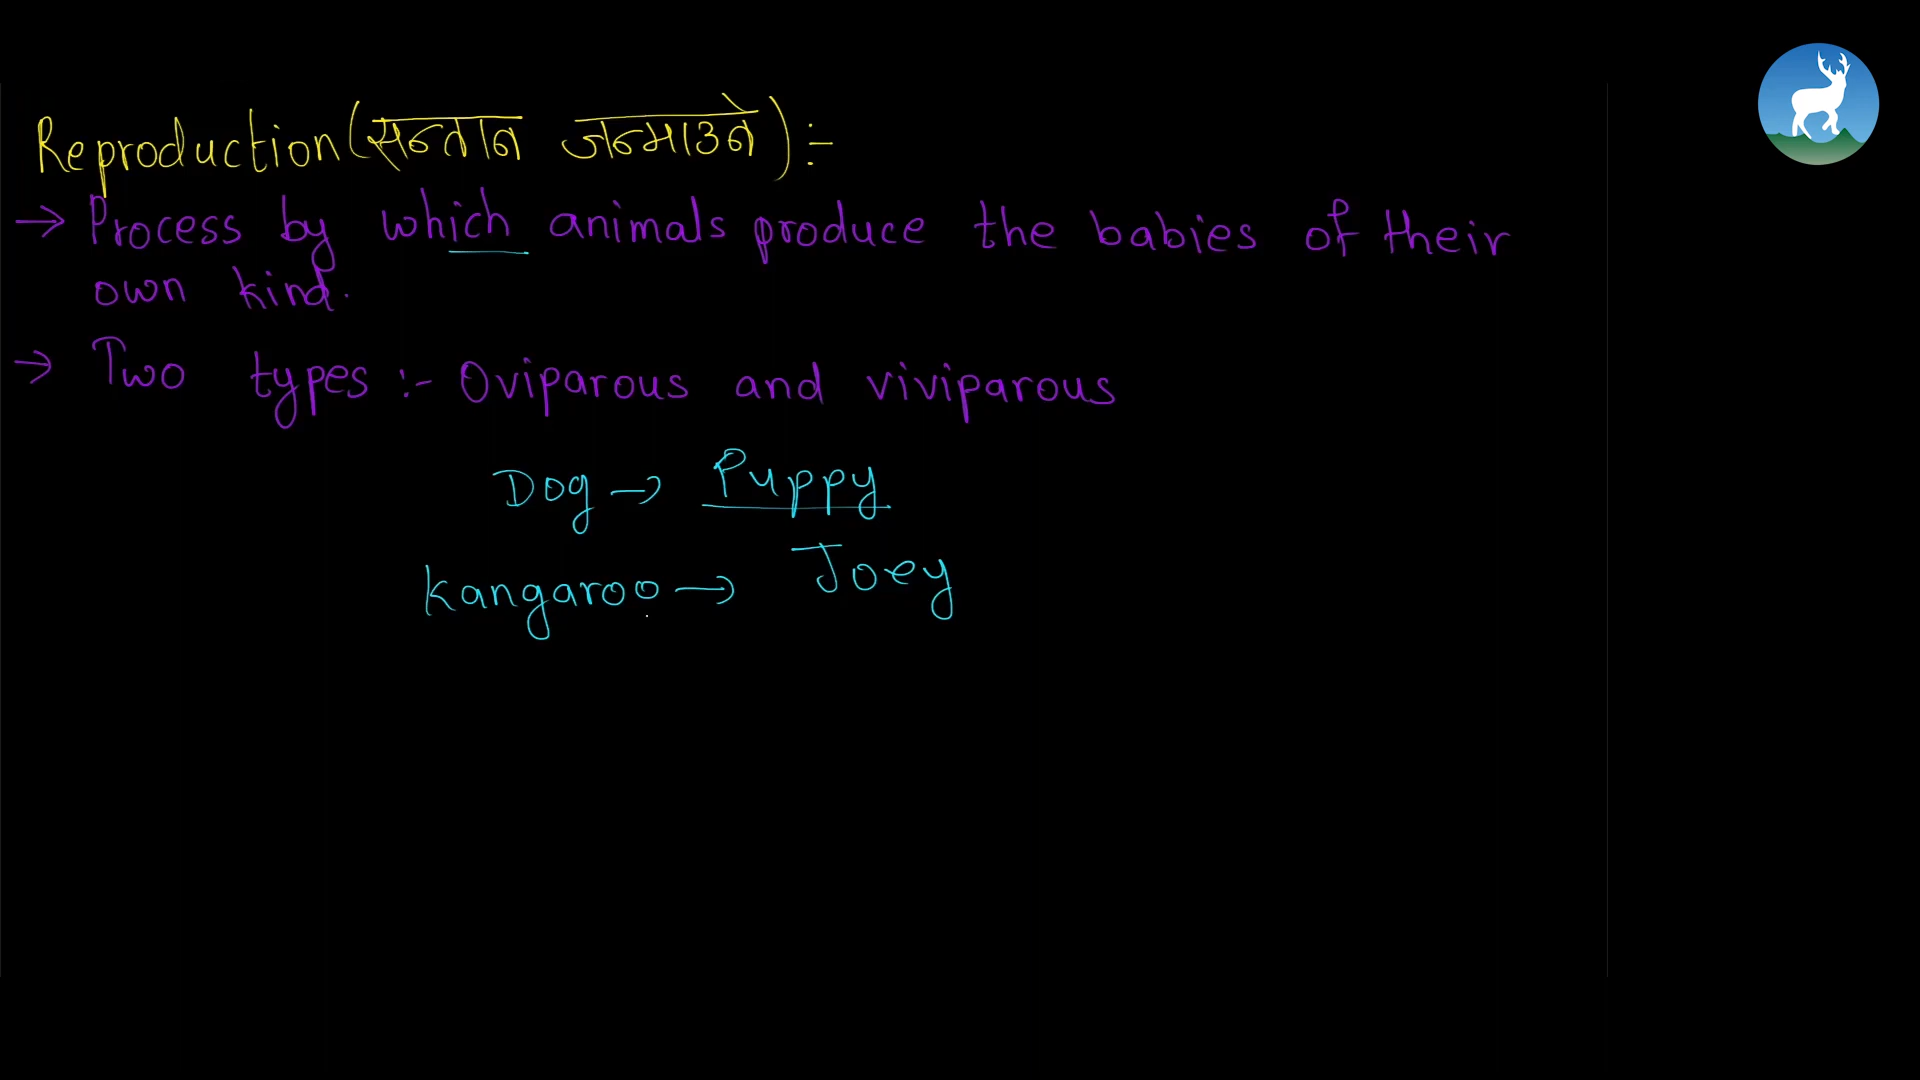 Reproduction (सन्तान जन्माउने) :-
→ Process by which animals produce the babies of their
own kind.
→ Two types :- Oviparous and viviparous
Dog → Puppy
Kangaroo → Joey